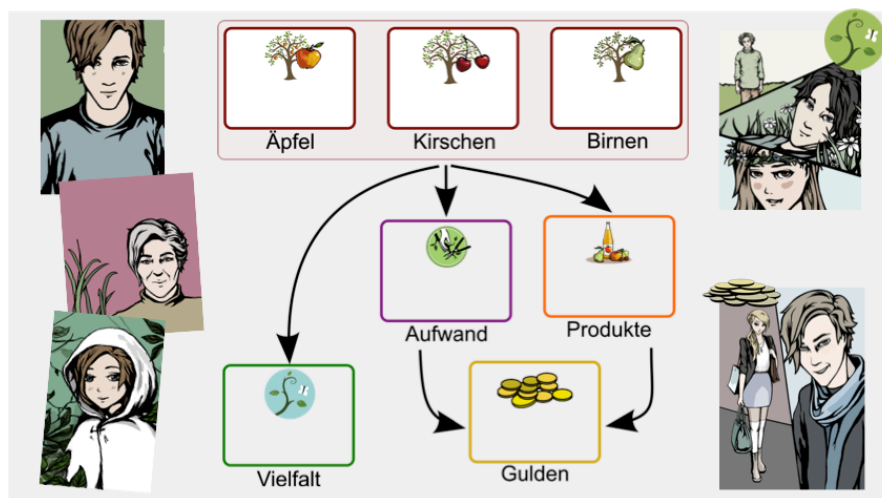 Äpfel
Kirschen
Birnen
Aufwand
Produkte
Vielfalt
Gulden